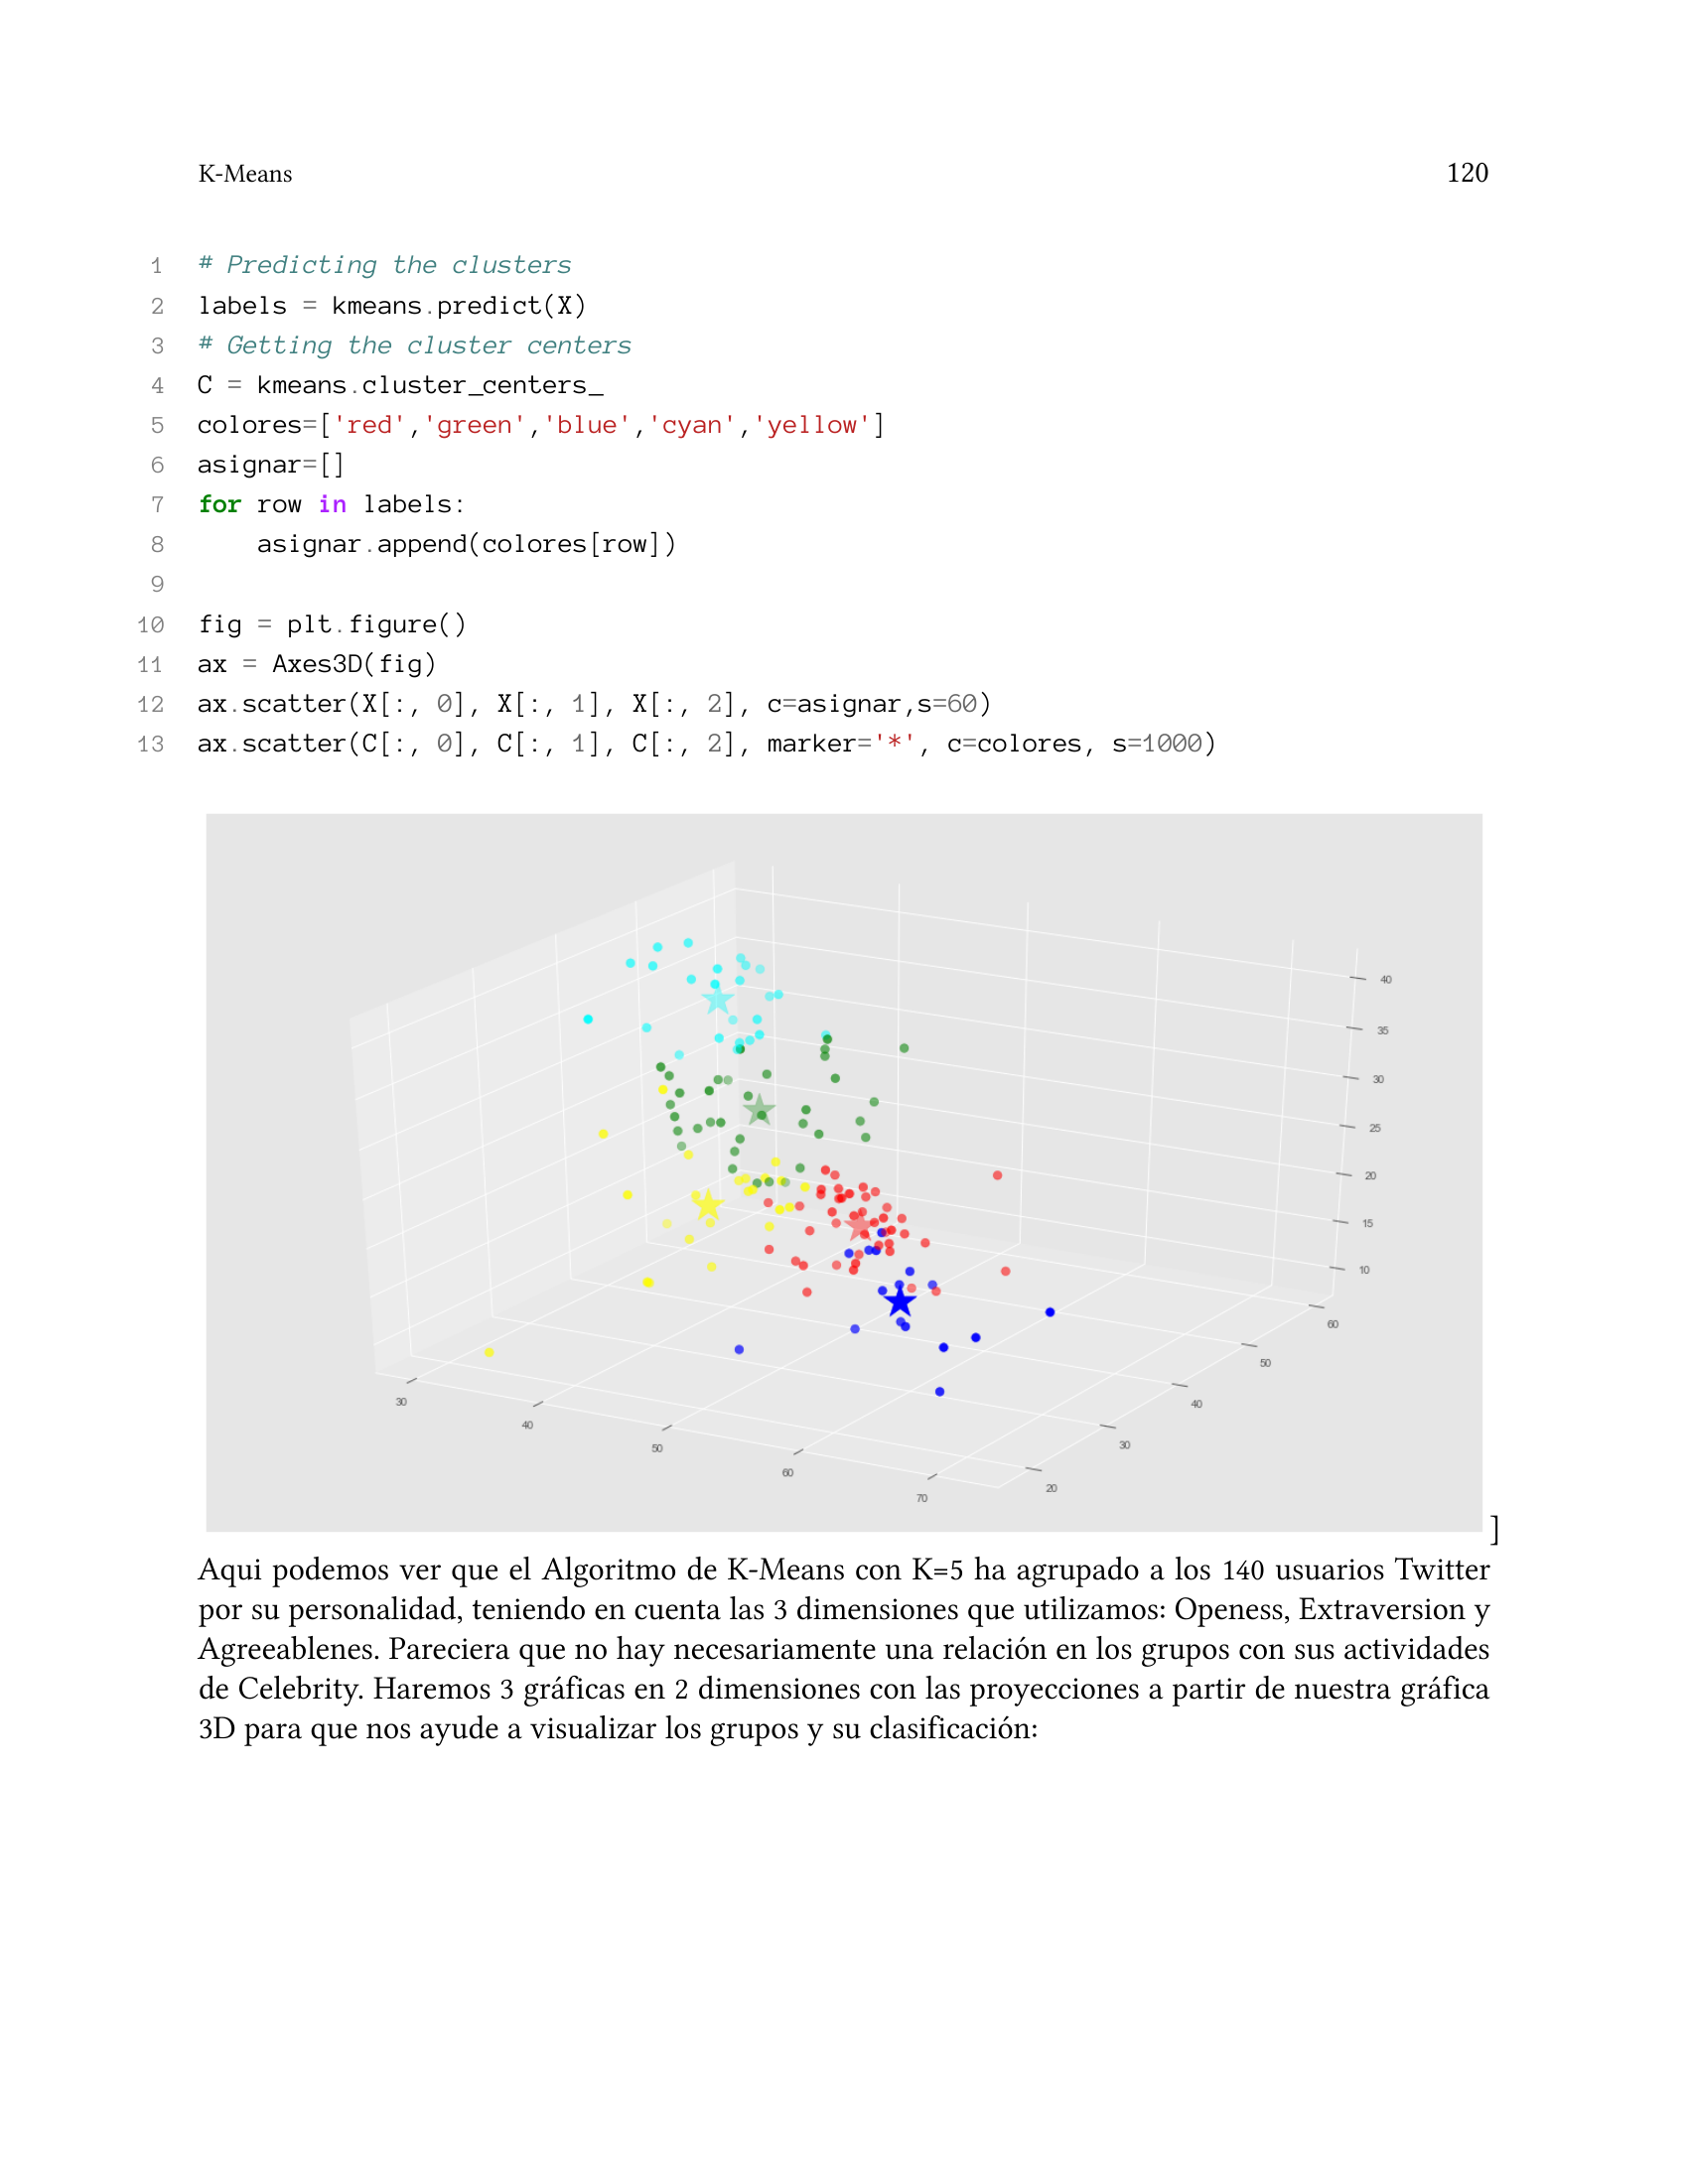 K-Means 120
1 # Predicting the clusters
2 labels = kmeans.predict(X)
3 # Getting the cluster centers
4 C = kmeans.cluster_centers_
5 colores=['red','green','blue','cyan','yellow']
6 asignar=[]
7 for row in labels:
8     asignar.append(colores[row])
9
10 fig = plt.figure()
11 ax = Axes3D(fig)
12 ax.scatter(X[:, 0], X[:, 1], X[:, 2], c=asignar,s=60)
13 ax.scatter(C[:, 0], C[:, 1], C[:, 2], marker='*', c=colores, s=1000)
40
35
30
25
20
15
10
60
50
40
30
20
30
40
50
60
70
]
Aqui podemos ver que el Algoritmo de K-Means con K=5 ha agrupado a los 140 usuarios Twitter
por su personalidad, teniendo en cuenta las 3 dimensiones que utilizamos: Openess, Extraversion y
Agreeablenes. Pareciera que no hay necesariamente una relación en los grupos con sus actividades
de Celebrity. Haremos 3 gráficas en 2 dimensiones con las proyecciones a partir de nuestra gráfica
3D para que nos ayude a visualizar los grupos y su clasificación: